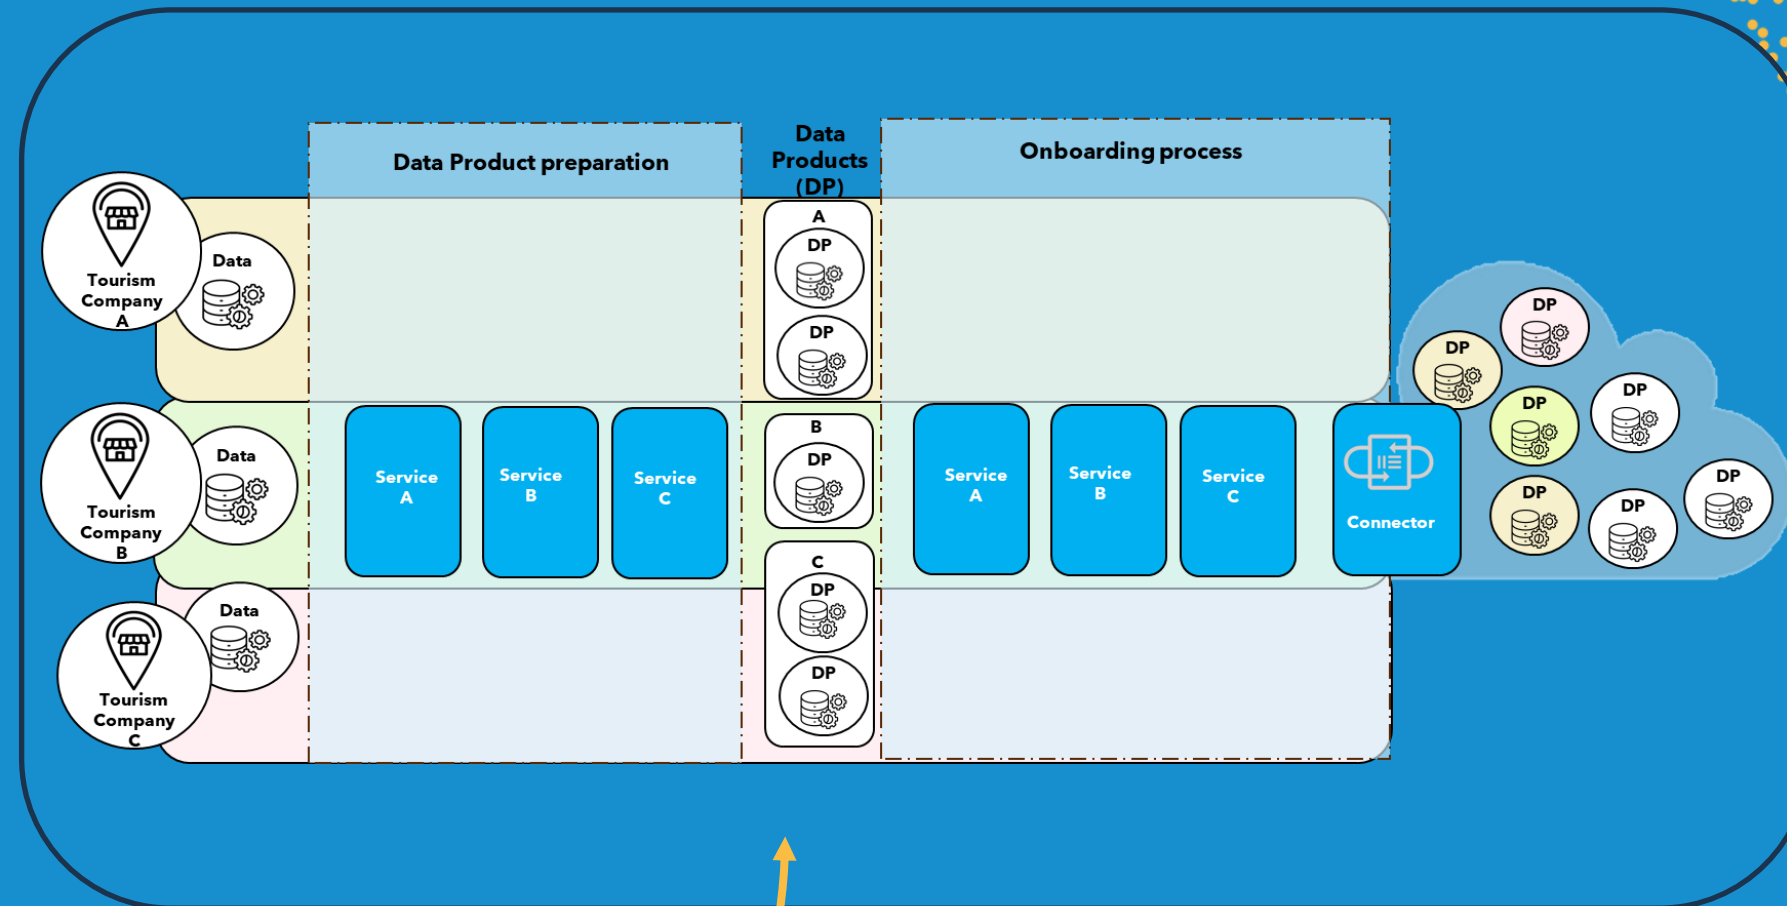 Data Product preparation
Data
Products
(DP)
Onboarding process
Tourism
Company
A
Data
A
DP
DP
Tourism
Company
B
Data
Service
A
Service
B
Service
C
B
DP
Service
A
Service
B
Service
C
Connector
Tourism
Company
C
Data
C
DP
DP
DP
DP
DP
DP
DP
DP
DP